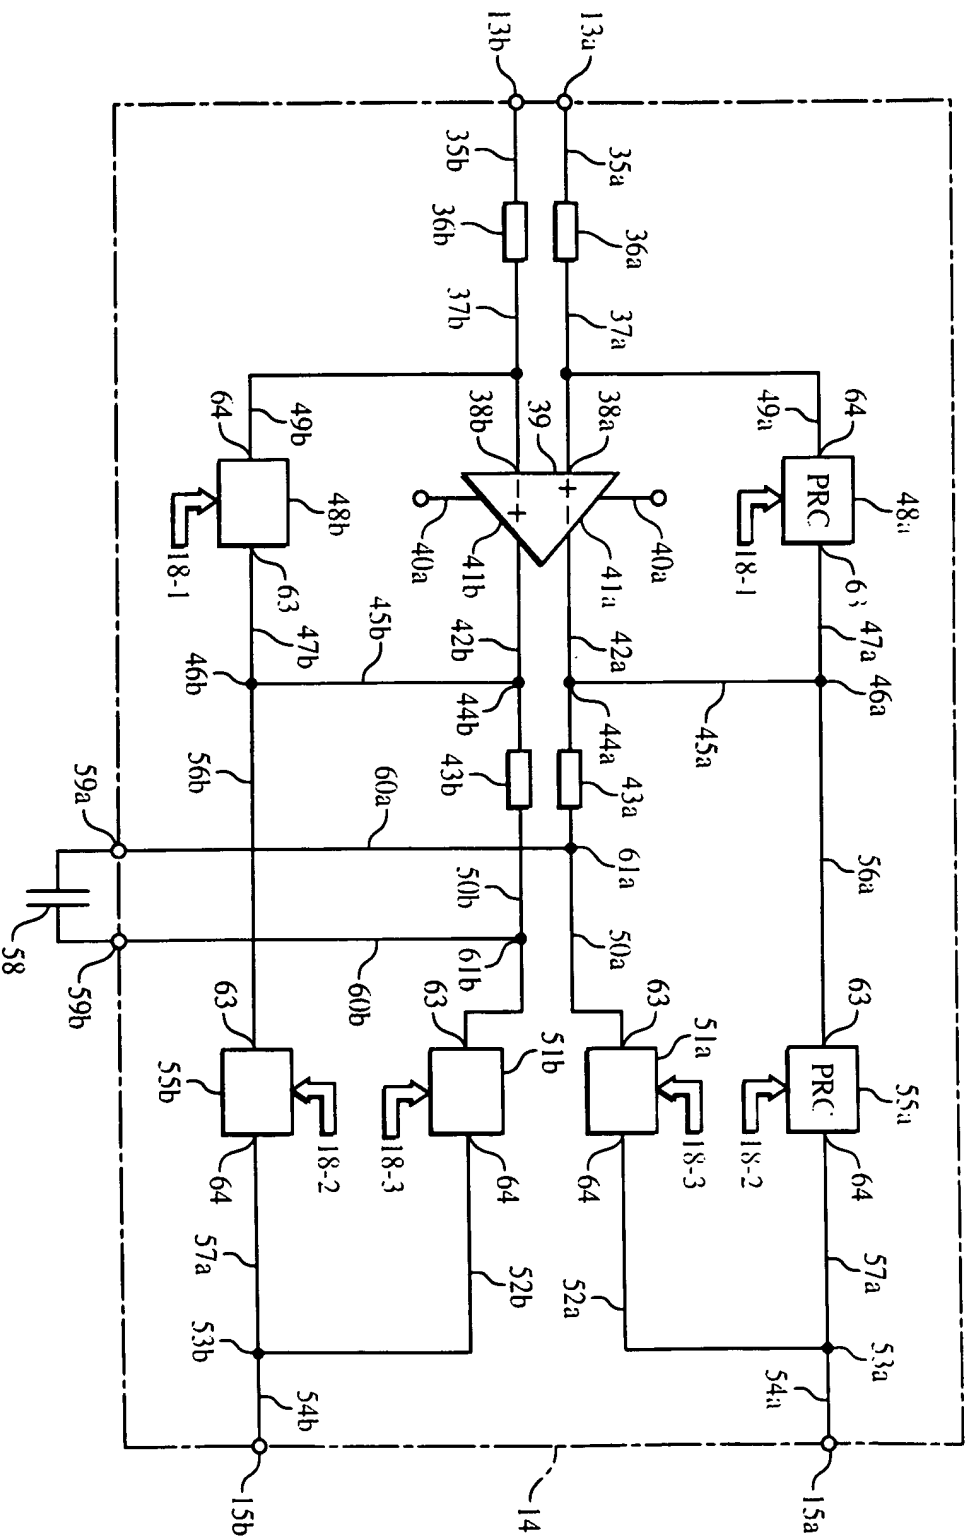 48a
55a
64
63
47a
46a
56a
63
64
57a
53a
PRC
PRC
15a
49a
54a
18-1
18-2
45a
51a
18-3
40a
63
36a
43a
61a
35a
37a
41a
50a
13a
38a
42a
44a
64
52a
+
−
39
51b
14
−
+
13b
38b
64
52b
44b
61b
35b
37b
42b
50b
41b
36b
43b
63
40a
18-3
45b
60a
60b
48b
18-2
49b
47b
54b
63
64
63
64
46b
56b
57a
53b
15b
18-1
55b
59a
59b
58